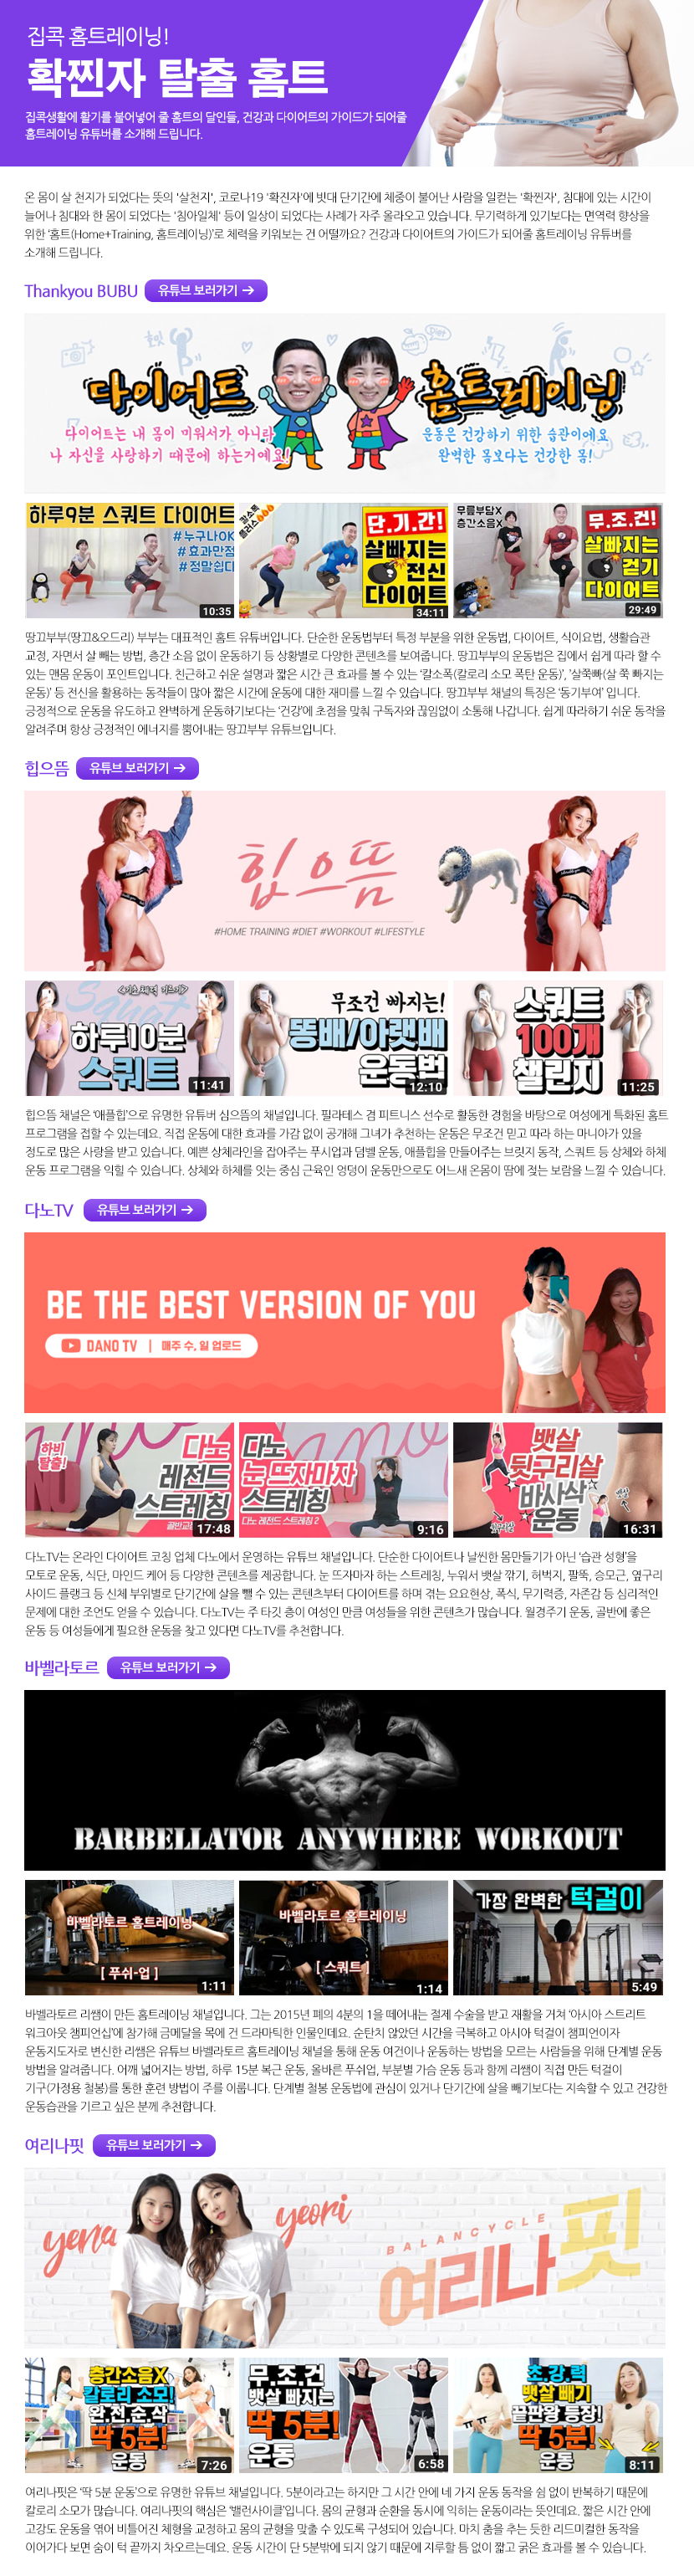 집콕 홈트레이닝!
확찐자 탈출 홈트
집콕생활에 활기를 불어넣어 줄 홈트의 달인들, 건강과 다이어트의 가이드가 되어줄
홈트레이닝 유튜버를 소개해 드립니다.
온 몸이 살 천지가 되었다는 뜻의 '살천지', 코로나19 '확진자'에 빗대 단기간에 체중이 불어난 사람을 일컫는 '확찐자', 침대에 있는 시간이
늘어나 침대와 한 몸이 되었다는 '침아일체' 등이 일상이 되었다는 사례가 자주 올라오고 있습니다. 무기력하게 있기보다는 면역력 향상을
위한 '홈트(Home+Training, 홈트레이닝)'로 체력을 키워보는 건 어떨까요? 건강과 다이어트의 가이드가 되어줄 홈트레이닝 유튜버를
소개해 드립니다.
Thankyou BUBU 유튜브 보러가기 →
다이어트 홈트레이닝
다이어트는 내 몸이 미워서가 아니라 운동은 건강하기 위한 습관이에요
나 자신을 사랑하기 때문에 하는거예요! 완벽한 몸보다는 건강한 몸!
하루9분 스쿼트 다이어트
#누구나OK
#효과만점
#정말쉽다
10:35
칼소폭
플러스
단.기.간!
살빠지는
전신
다이어트
34:11
무릎부담X
층간소음X
무.조.건!
살빠지는
걷기
다이어트
29:49
땅끄부부(땅끄&오드리) 부부는 대표적인 홈트 유튜버입니다. 단순한 운동법부터 특정 부분을 위한 운동법, 다이어트, 식이요법, 생활습관
교정, 자면서 살 빼는 방법, 층간 소음 없이 운동하기 등 상황별로 다양한 콘텐츠를 보여줍니다. 땅끄부부의 운동법은 집에서 쉽게 따라 할 수
있는 맨몸 운동이 포인트입니다. 친근하고 쉬운 설명과 짧은 시간 큰 효과를 볼 수 있는 '칼소폭(칼로리 소모 폭탄 운동)', '살쭉빠(살 쭉 빠지는
운동)' 등 전신을 활용하는 동작들이 많아 짧은 시간에 운동에 대한 재미를 느낄 수 있습니다. 땅끄부부 채널의 특징은 '동기부여' 입니다.
긍정적으로 운동을 유도하고 완벽하게 운동하기보다는 '건강'에 초점을 맞춰 구독자와 끊임없이 소통해 나갑니다. 쉽게 따라하기 쉬운 동작을
알려주며 항상 긍정적인 에너지를 뿜어내는 땅끄부부 유튜브입니다.
힙으뜸 유튜브 보러가기 →
힙으뜸
#HOME TRAINING #DIET #WORKOUT #LIFESTYLE
하루10분
스쿼트
11:41
무조건 빠지는!
똥배/아랫배
운동법
12:10
스쿼트
100개
챌린지
11:25
힙으뜸 채널은 '애플힙'으로 유명한 유튜버 심으뜸의 채널입니다. 필라테스 겸 피트니스 선수로 활동한 경험을 바탕으로 여성에게 특화된 홈트
프로그램을 접할 수 있는데요. 직접 운동에 대한 효과를 가감 없이 공개해 그녀가 추천하는 운동은 무조건 믿고 따라 하는 마니아가 있을
정도로 많은 사랑을 받고 있습니다. 예쁜 상체라인을 잡아주는 푸시업과 덤벨 운동, 애플힙을 만들어주는 브릿지 동작, 스쿼트 등 상체와 하체
운동 프로그램을 익힐 수 있습니다. 상체와 하체를 잇는 중심 근육인 엉덩이 운동만으로도 어느새 온몸이 땀에 젖는 보람을 느낄 수 있습니다.
다노TV 유튜브 보러가기 →
BE THE BEST VERSION OF YOU
DANO TV | 매주 수, 일 업로드
하비
탈출!
다노
레전드
스트레칭
17:48
다노
눈 뜨자마자
스트레칭
다노 레전드 스트레칭 2
9:16
뱃살
뒷구리살
빠사삭
운동
16:31
다노TV는 온라인 다이어트 코칭 업체 다노에서 운영하는 유튜브 채널입니다. 단순한 다이어트나 날씬한 몸만들기가 아닌 '습관 성형'을
모토로 운동, 식단, 마인드 케어 등 다양한 콘텐츠를 제공합니다. 눈 뜨자마자 하는 스트레칭, 누워서 뱃살 깎기, 허벅지, 팔뚝, 승모근, 옆구리
사이드 플랭크 등 신체 부위별로 단기간에 살을 뺄 수 있는 콘텐츠부터 다이어트를 하며 겪는 요요현상, 폭식, 무기력증, 자존감 등 심리적인
문제에 대한 조언도 얻을 수 있습니다. 다노TV는 주 타깃 층이 여성인 만큼 여성들을 위한 콘텐츠가 많습니다. 월경주기 운동, 골반에 좋은
운동 등 여성들에게 필요한 운동을 찾고 있다면 다노TV를 추천합니다.
바벨라토르 유튜브 보러가기 →
BARBELLATOR ANYWHERE WORKOUT
바벨라토르 홈트레이닝
[ 푸쉬-업 ]
1:11
바벨라토르 홈트레이닝
[ 스쿼트 ]
1:14
가장 완벽한 턱걸이
5:49
바벨라토르 리쌤이 만든 홈트레이닝 채널입니다. 그는 2015년 폐의 4분의 1을 떼어내는 절제 수술을 받고 재활을 거쳐 '아시아 스트리트
워크아웃 챔피언십'에 참가해 금메달을 목에 건 드라마틱한 인물인데요. 순탄치 않았던 시간을 극복하고 아시아 턱걸이 챔피언이자
운동지도자로 변신한 리쌤은 유튜브 바벨라토르 홈트레이닝 채널을 통해 운동 여건이나 운동하는 방법을 모르는 사람들을 위해 단계별 운동
방법을 알려줍니다. 어깨 넓어지는 방법, 하루 15분 복근 운동, 올바른 푸쉬업, 부분별 가슴 운동 등과 함께 리쌤이 직접 만든 턱걸이
기구(가정용 철봉)를 통한 훈련 방법이 주를 이룹니다. 단계별 철봉 운동법에 관심이 있거나 단기간에 살을 빼기보다는 지속할 수 있고 건강한
운동습관을 기르고 싶은 분께 추천합니다.
여리나핏 유튜브 보러가기 →
yena
yeori
BALANCYCLE
여리나핏
층간소음X
칼로리 소모!
완.전.순.삭
딱 5분!
운동
7:26
무.조.건
뱃살 빠지는
딱 5분!
운동
6:58
초.강.력
뱃살 빼기
끝판왕 등장!
딱 5분!
운동
8:11
여리나핏은 '딱 5분 운동'으로 유명한 유튜브 채널입니다. 5분이라고는 하지만 그 시간 안에 네 가지 운동 동작을 쉼 없이 반복하기 때문에
칼로리 소모가 많습니다. 여리나핏의 핵심은 '밸런사이클'입니다. 몸의 균형과 순환을 동시에 익히는 운동이라는 뜻인데요. 짧은 시간 안에
고강도 운동을 엮어 비틀어진 체형을 교정하고 몸의 균형을 맞출 수 있도록 구성되어 있습니다. 마치 춤을 추는 듯한 리드미컬한 동작을
이어가다 보면 숨이 턱 끝까지 차오르는데요. 운동 시간이 단 5분밖에 되지 않기 때문에 지루할 틈 없이 짧고 굵은 효과를 볼 수 있습니다.